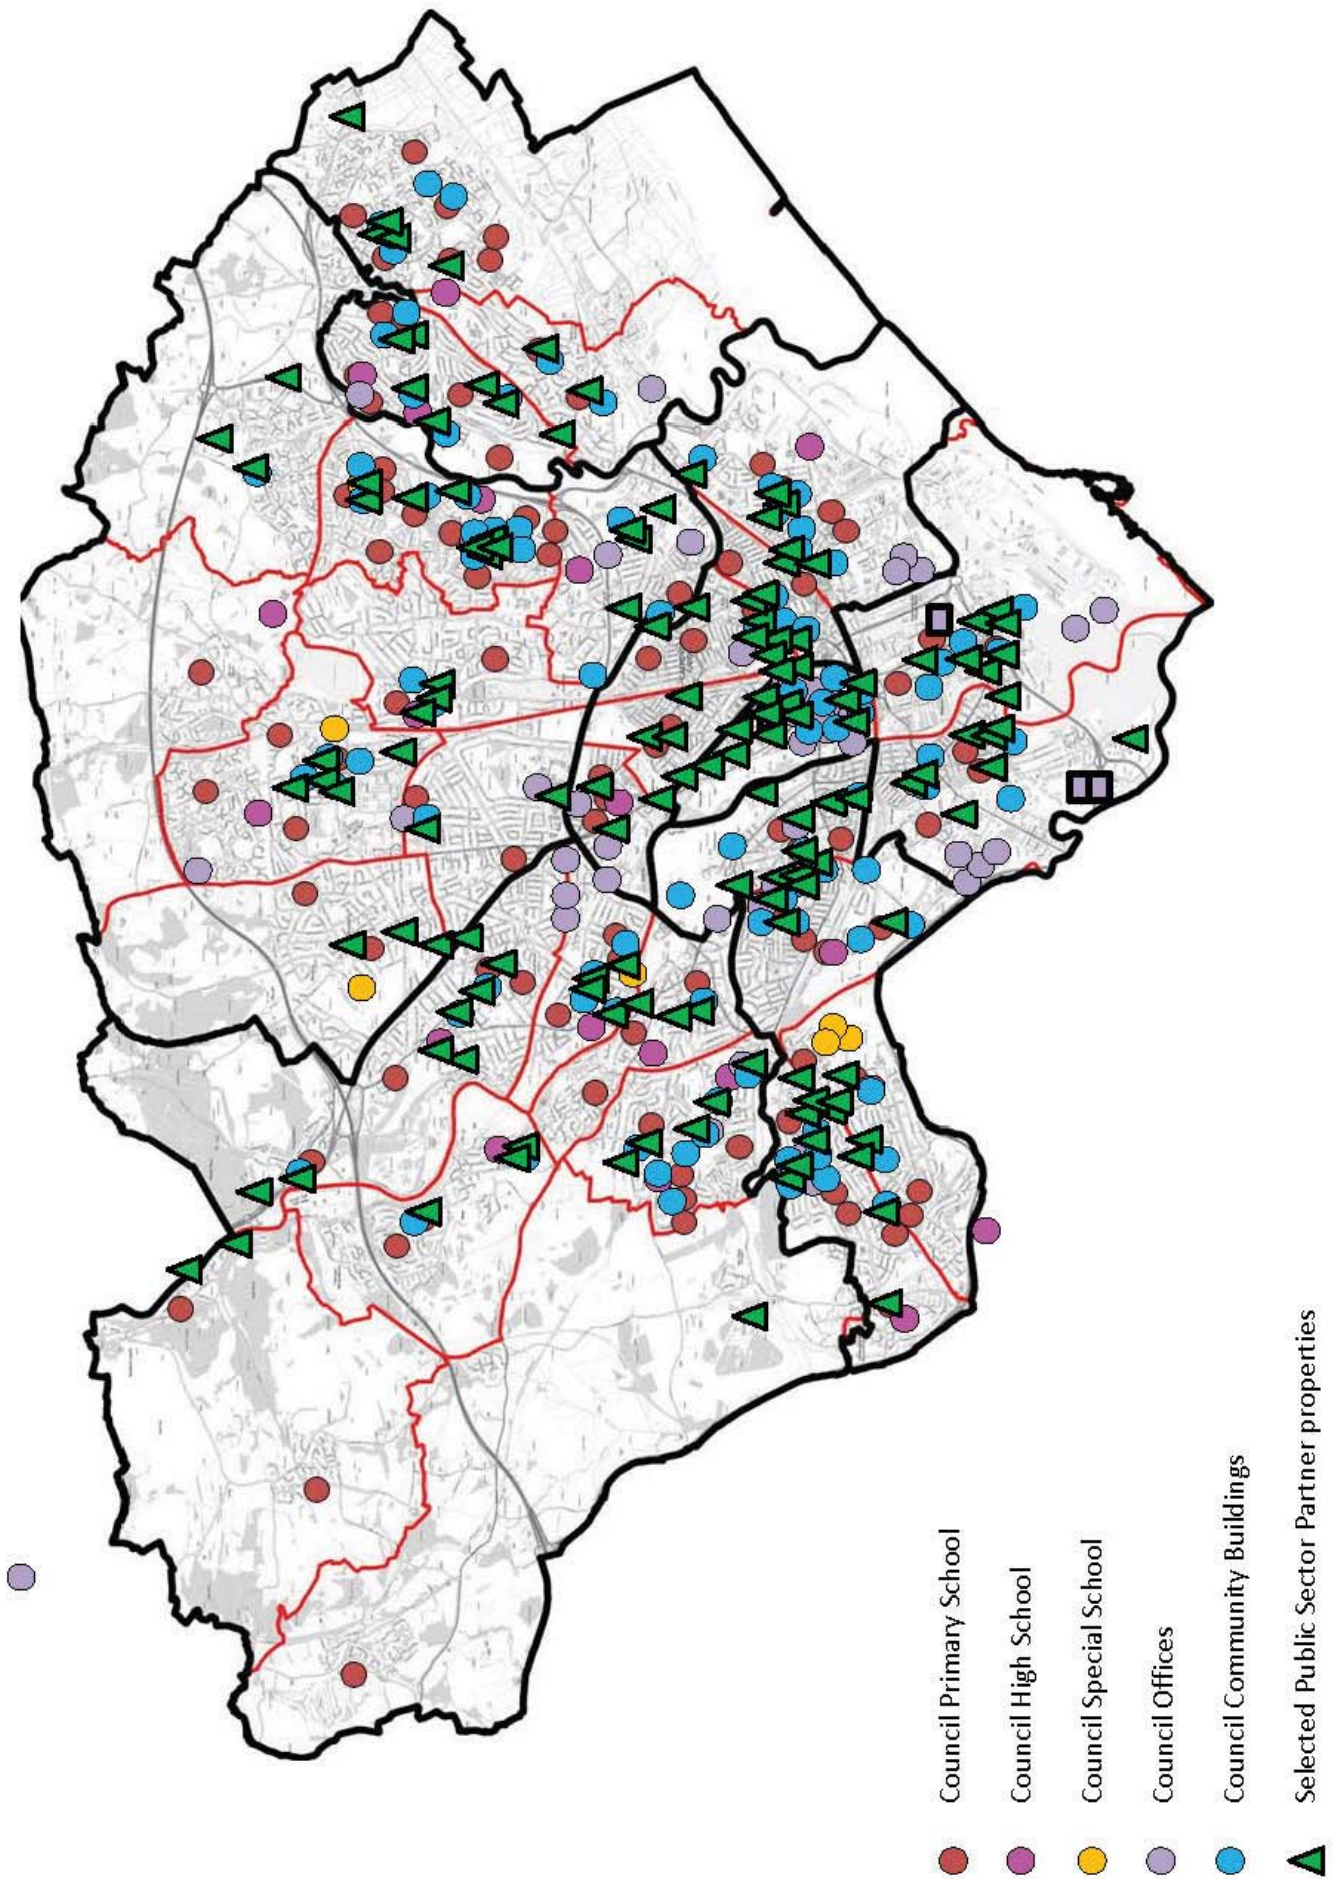 Council Primary School
Council High School
Council Special School
Council Offices
Council Community Buildings
Selected Public Sector Partner properties